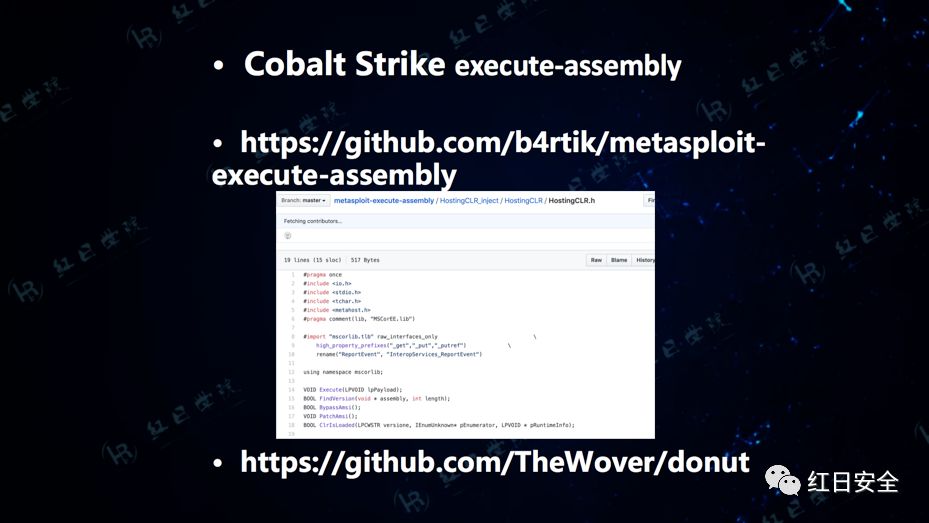 • Cobalt Strike execute-assembly
• https://github.com/b4rtik/metasploit-
execute-assembly
Branch: master metasploit-execute-assembly / HostingCLR_inject / HostingCLR / HostingCLR.h
Fetching contributors...
19 lines (15 sloc) 517 Bytes Raw Blame History
1 #pragma once
2 #include <io.h>
3 #include <stdio.h>
4 #include <tchar.h>
5 #include <metahost.h>
6 #pragma comment(lib, "MSCorEE.lib")
7
8 #import "mscorlib.tlb" raw_interfaces_only \
9 high_property_prefixes("_get","_put","_putref") \
10 rename("ReportEvent", "InteropServices_ReportEvent")
11
12 using namespace mscorlib;
13
14 VOID Execute(LPVOID lpPayload);
15 BOOL FindVersion(void * assembly, int length);
16 BOOL BypassAmsi();
17 VOID PatchAmsi();
18 BOOL ClrIsLoaded(LPCWSTR versione, IEnumUnknown* pEnumerator, LPVOID * pRuntimeInfo);
19
• https://github.com/TheWover/donut
红日安全
红日学院